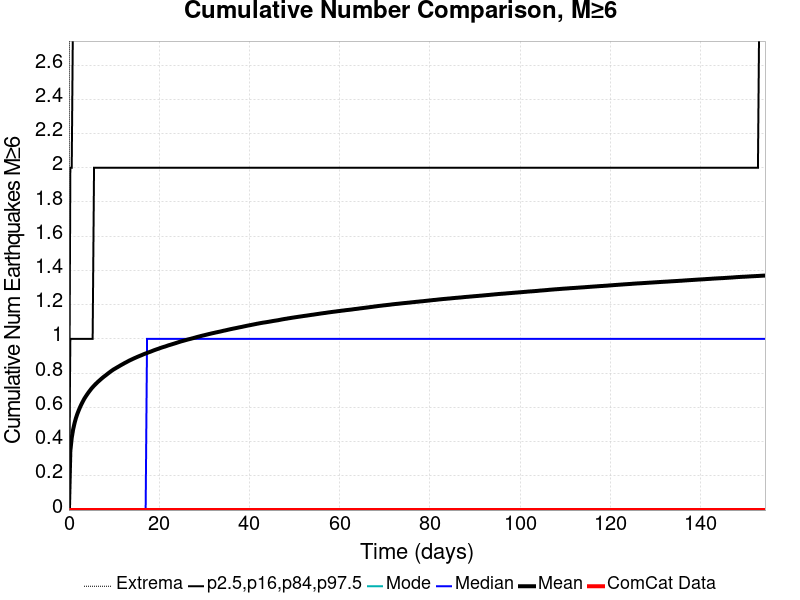 Cumulative Number Comparison, M≥6
Cumulative Num Earthquakes M≥6
2.6
2.4
2.2
2
1.8
1.6
1.4
1.2
1
0.8
0.6
0.4
0.2
0
0 20 40 60 80 100 120 140
Time (days)
Extrema p2.5,p16,p84,p97.5 Mode Median Mean ComCat Data